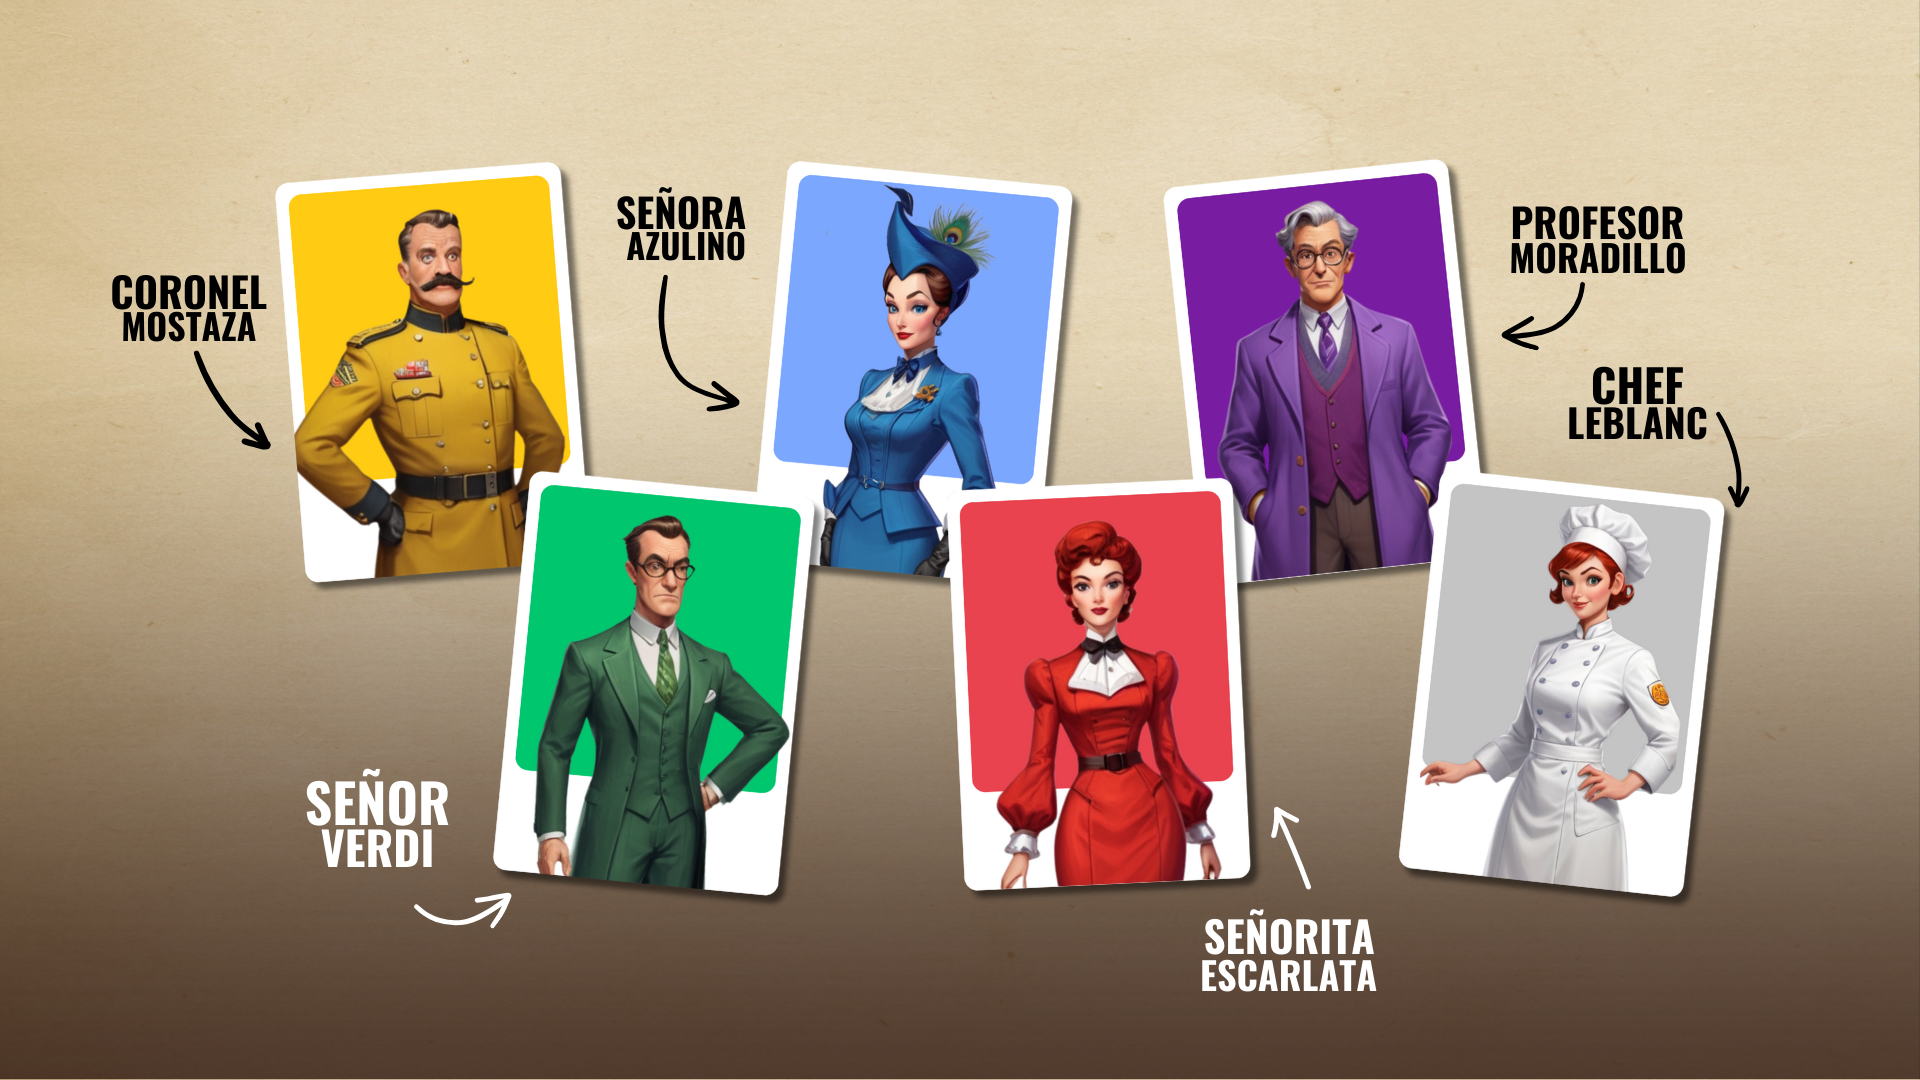 CORONEL
MOSTAZA
SEÑORA
AZULINO
PROFESOR
MORADILLO
CHEF
LEBLANC
SEÑOR
VERDI
SEÑORITA
ESCARLATA